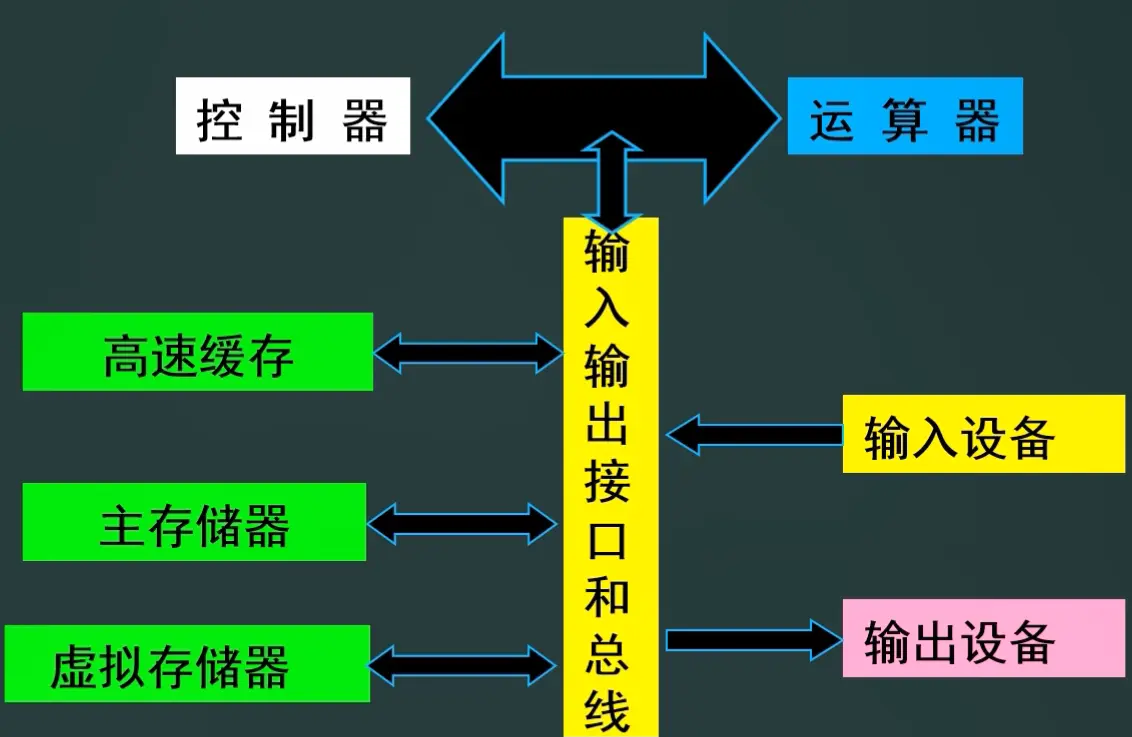 控制器
运算器
输入输出接口和总线
高速缓存
输入设备
主存储器
输出设备
虚拟存储器